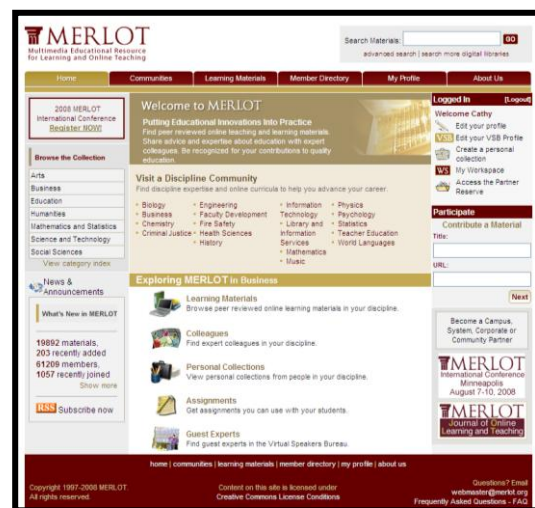 MERLOT
Multimedia Educational Resource
for Learning and Online Teaching
Search Materials:
GO
advanced search | search more digital libraries
Home
Communities
Learning Materials
Member Directory
My Profile
About Us
2008 MERLOT
International Conference
Register NOW!
Browse the Collection
Arts
Business
Education
Humanities
Mathematics and Statistics
Science and Technology
Social Sciences
View category index
News &
Announcements
What's New in MERLOT
19892 materials,
203 recently added
61209 members,
1057 recently joined
Show more
RSS Subscribe now
Welcome to MERLOT
Putting Educational Innovations Into Practice
Find peer reviewed online teaching and learning materials.
Share advice and expertise about education with expert
colleagues. Be recognized for your contributions to quality
education.
Visit a Discipline Community
Find discipline expertise and online curricula to help you advance your career:
Biology
Business
Chemistry
Criminal Justice
Engineering
Faculty Development
Fire Safety
Health Sciences
History
Information
Technology
Library and
Information
Services
Mathematics
Music
Physics
Psychology
Statistics
Teacher Education
World Languages
Exploring MERLOT in Business
Learning Materials
Browse peer reviewed online learning materials in your discipline.
Colleagues
Find expert colleagues in your discipline.
Personal Collections
View personal collections from people in your discipline.
Assignments
Get assignments you can use with your students.
Guest Experts
Find guest experts in the Virtual Speakers Bureau.
Logged In [Logout]
Welcome Cathy
Edit your profile
VSB Edit your VSB Profile
Create a personal
collection
WS My Workspace
Access the Partner
Reserve
Participate
Contribute a Material
Title:
URL:
Next
Become a Campus,
System, Corporate or
Community Partner
MERLOT
International Conference
Minneapolis
August 7-10, 2008
MERLOT
Journal of Online
Learning and Teaching
home | communities | learning materials | member directory | my profile | about us
Copyright 1997-2008 MERLOT.
All rights reserved.
Content on this site is licensed under
Creative Commons License Conditions
Questions? Email
webmaster@merlot.org
Frequently Asked Questions - FAQ